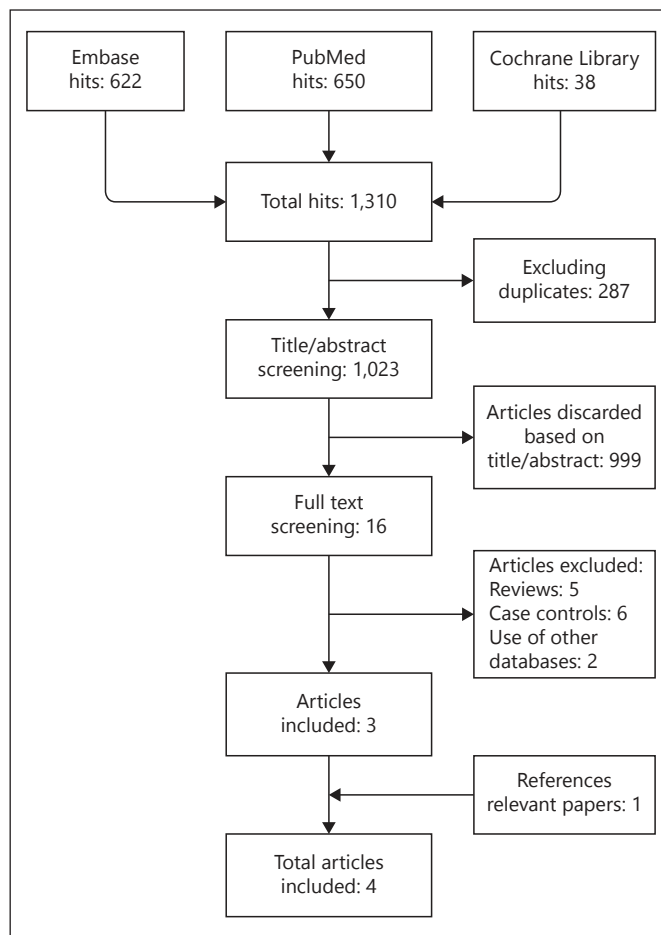 Embase
hits: 622
PubMed
hits: 650
Cochrane Library
hits: 38
Total hits: 1,310
Excluding
duplicates: 287
Title/abstract
screening: 1,023
Articles discarded
based on
title/abstract: 999
Full text
screening: 16
Articles excluded:
Reviews: 5
Case controls: 6
Use of other
databases: 2
Articles
included: 3
References
relevant papers: 1
Total articles
included: 4